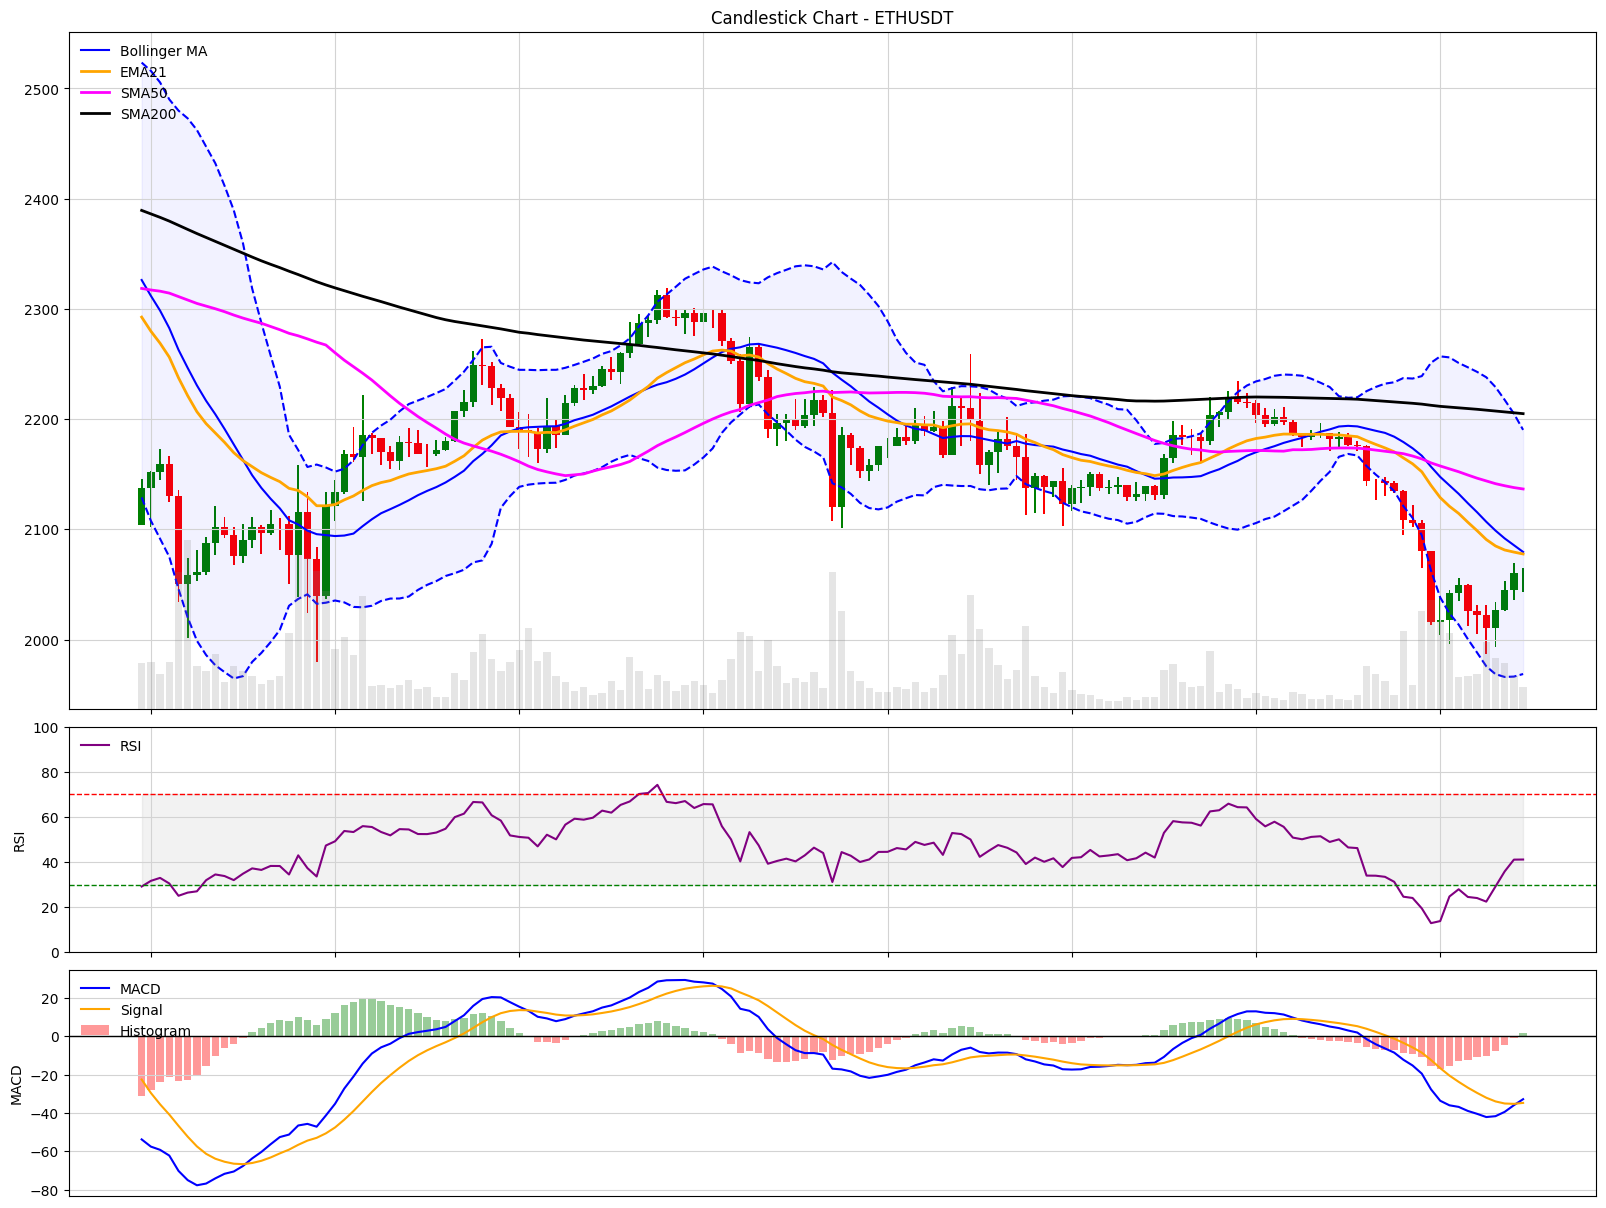 Candlestick Chart - ETHUSDT
Bollinger MA
EMA21
SMA50
SMA200
2500
2400
2300
2200
2100
2000
RSI
100
80
60
40
20
0
RSI
MACD
Signal
Histogram
20
0
−20
−40
−60
−80
MACD